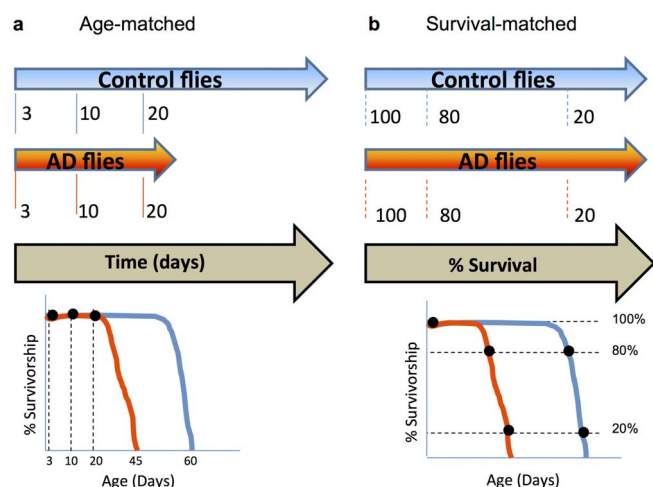 a Age-matched
Control flies
3 10 20
AD flies
3 10 20
Time (days)
% Survivorship
3 10 20 45 60
Age (Days)
b Survival-matched
Control flies
100 80 20
AD flies
100 80 20
% Survival
100%
80%
20%
% Survivorship
Age (Days)